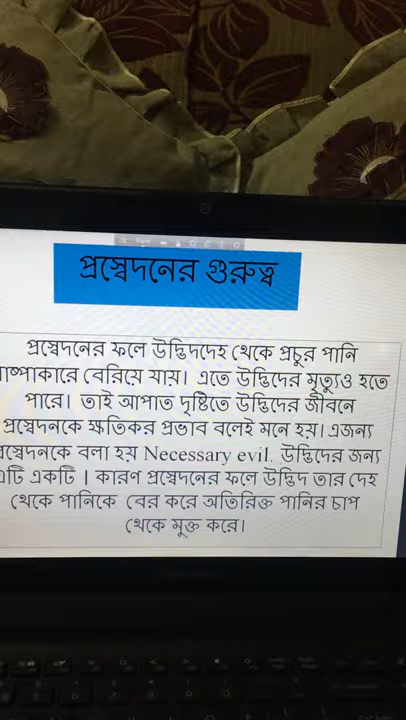 প্রস্বেদনের গুরুত্ব
প্রস্বেদনের ফলে উদ্ভিদদেহ থেকে প্রচুর পানি
বাষ্পাকারে বেরিয়ে যায়। এতে উদ্ভিদের মৃত্যুও হতে
পারে। তাই আপাত দৃষ্টিতে উদ্ভিদের জীবনে
প্রস্বেদনকে ক্ষতিকর প্রভাব বলেই মনে হয়। এজন্য
প্রস্বেদনকে বলা হয় Necessary evil. উদ্ভিদের জন্য
এটি একটি । কারণ প্রস্বেদনের ফলে উদ্ভিদ তার দেহ
থেকে পানিকে বের করে অতিরিক্ত পানির চাপ
থেকে মুক্ত করে।